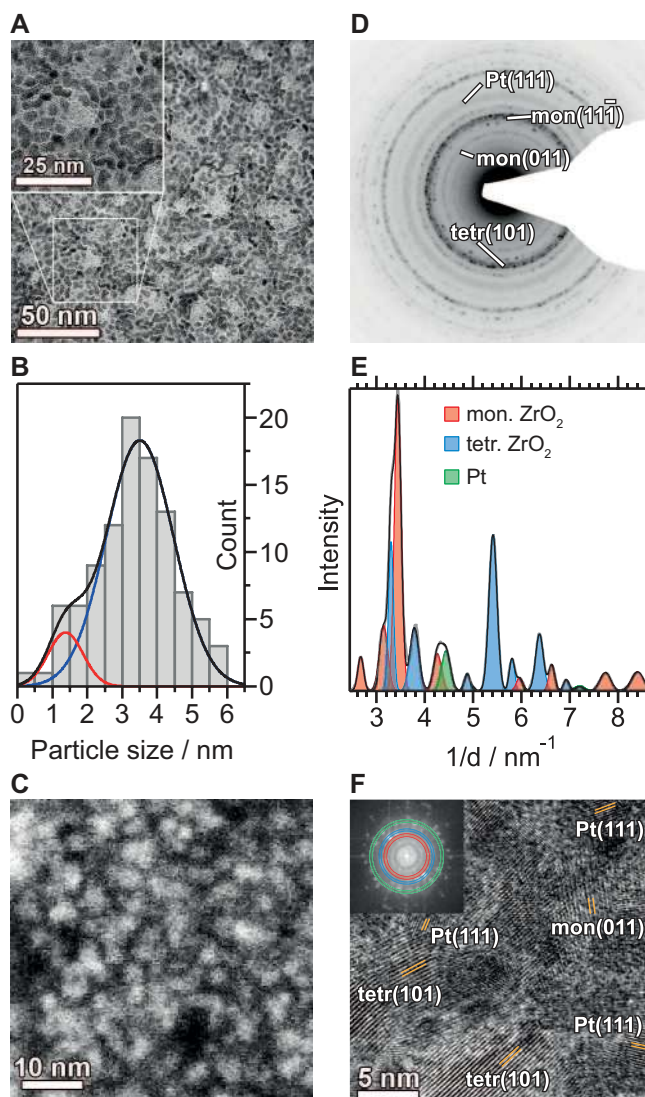 A
25 nm
50 nm
B
20
15
10
5
0
Count
0 1 2 3 4 5 6
Particle size / nm
C
10 nm
D
Pt(111)
mon(111̄)
mon(011)
tetr(101)
E
mon. ZrO₂
tetr. ZrO₂
Pt
Intensity
3 4 5 6 7 8
1/d / nm⁻¹
F
Pt(111)
mon(011)
Pt(111)
tetr(101)
Pt(111)
tetr(101)
5 nm